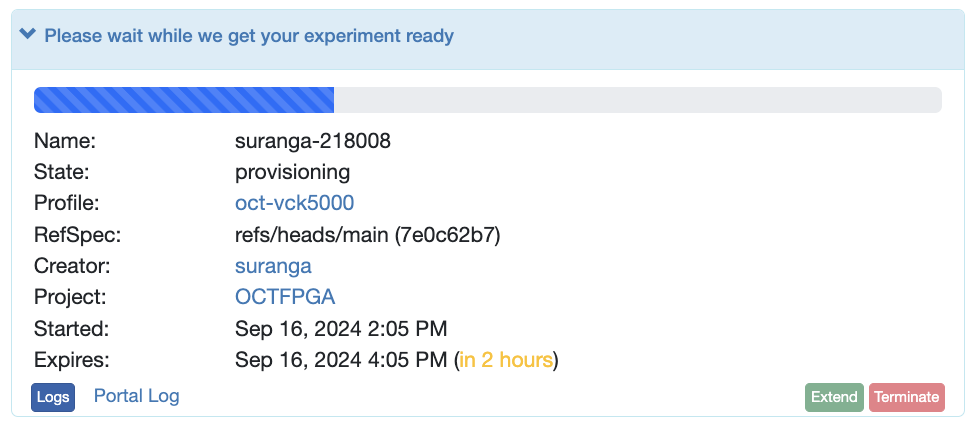 Please wait while we get your experiment ready
Name: suranga-218008
State: provisioning
Profile: oct-vck5000
RefSpec: refs/heads/main (7e0c62b7)
Creator: suranga
Project: OCTFPGA
Started: Sep 16, 2024 2:05 PM
Expires: Sep 16, 2024 4:05 PM (in 2 hours)
Logs Portal Log Extend Terminate